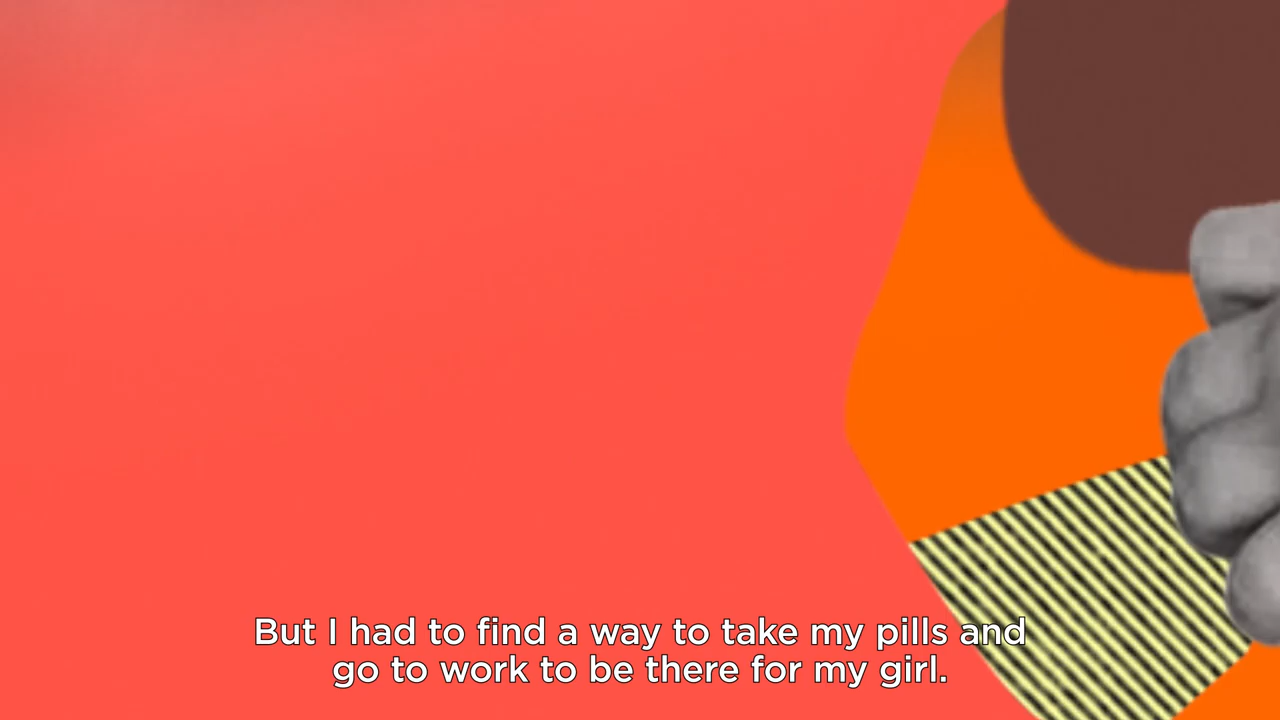 But I had to find a way to take my pills and
go to work to be there for my girl.